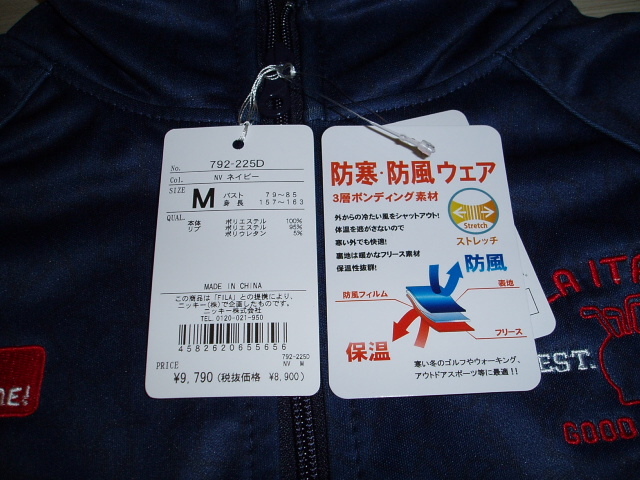 No. 792-225D
Col. NV ネイビー
SIZE M バスト 79～85
身長 157～163
QUAL.
本体 ポリエステル 100%
リブ ポリエステル 95%
ポリウレタン 5%
MADE IN CHINA
この商品は「FILA」との提携により、
ニッキー(株)で企画したものです。
ニッキー株式会社
TEL. 0120-021-950
4582620655656
792-225D
NV M
PRICE
¥9,790 (税抜価格 ¥8,900)
防寒・防風ウェア
3層ボンディング素材
外からの冷たい風をシャットアウト!
体温を逃がさないので
寒い外でも快適!
裏地は暖かなフリース素材
保温性抜群!
Stretch
ストレッチ
防風
防風フィルム
表地
フリース
保温
寒い冬のゴルフやウォーキング、
アウトドアスポーツ等に最適!!
LA ITA
EST.
GOOD
ME!